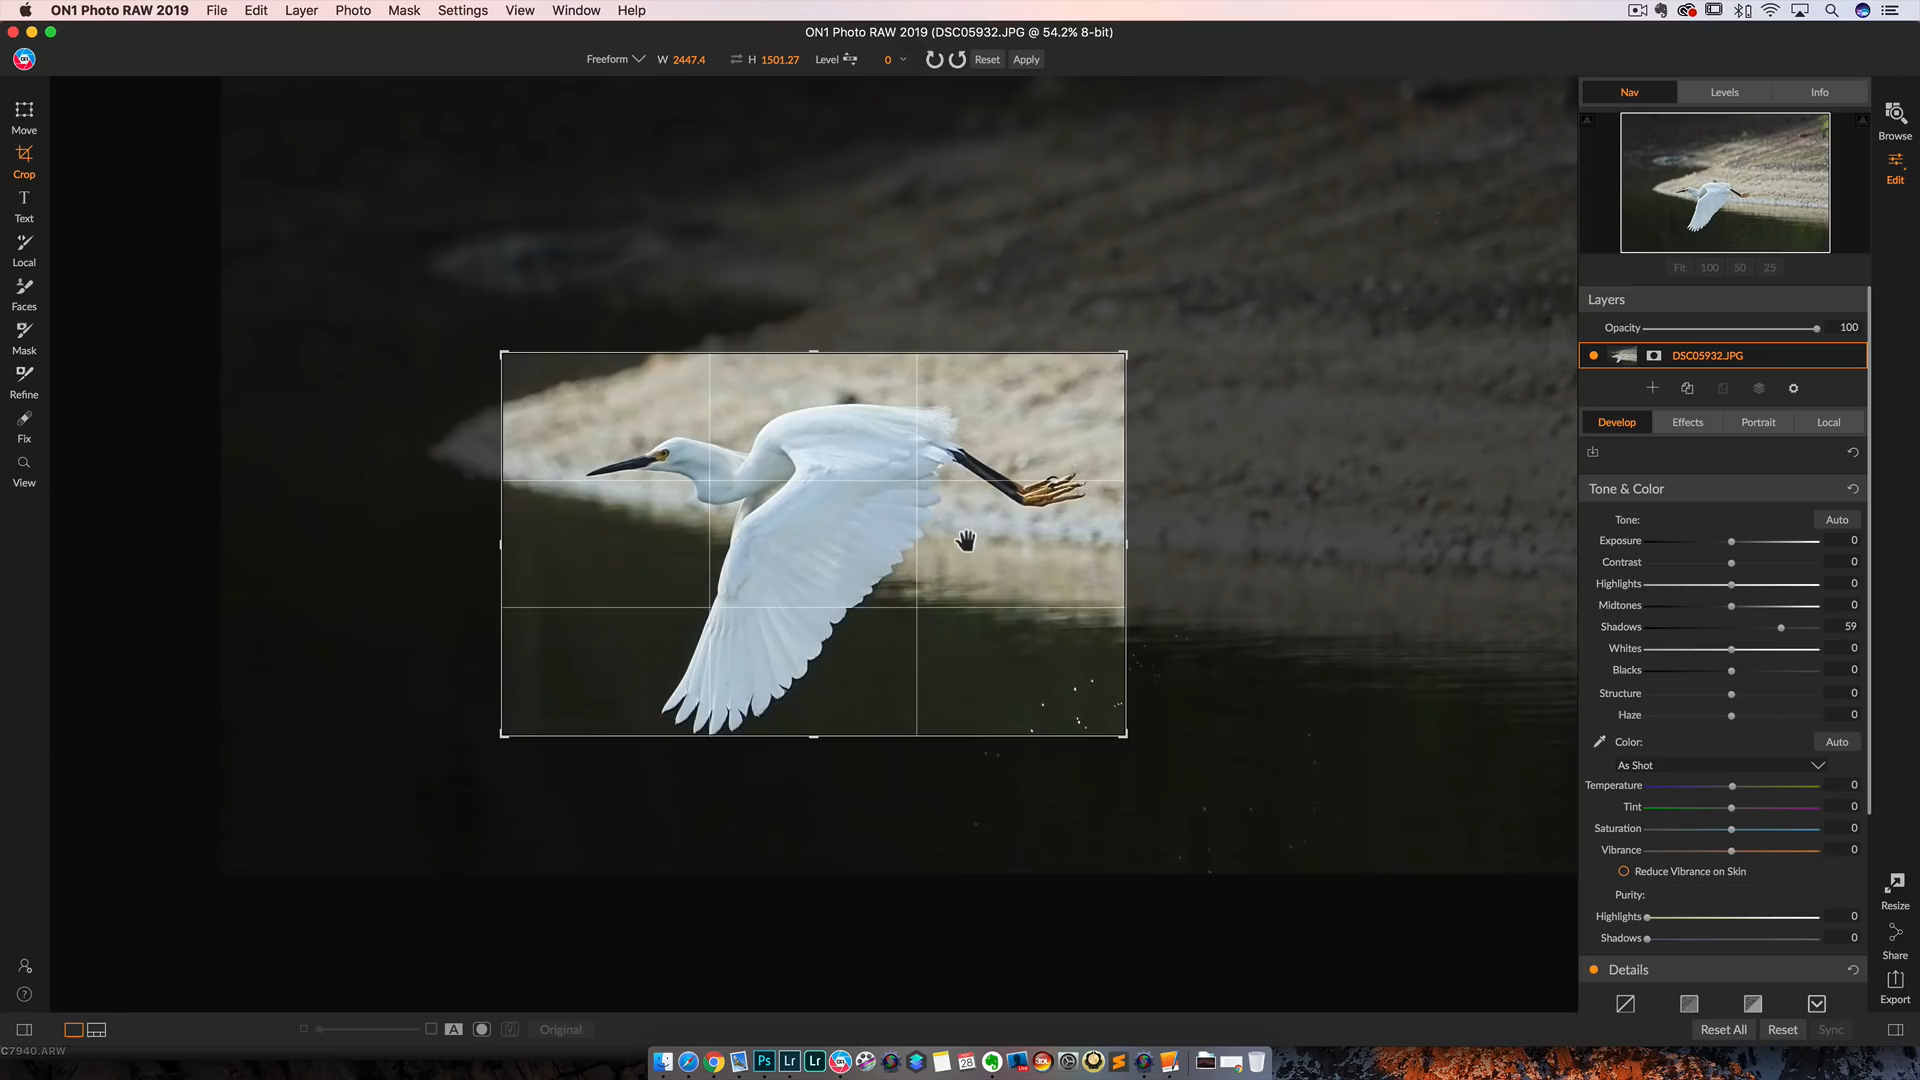 ON1 Photo RAW 2019 File Edit Layer Photo Mask Settings View Window Help
ON1 Photo RAW 2019 (DSC05932.JPG @ 54.2% 8-bit)
Freeform W 2447.4 H 1501.27 Level 0 Reset Apply
Move
Crop
Text
Local
Faces
Mask
Refine
Fix
View
Nav Levels Info
Fit 100 50 25
Browse
Edit
Layers
Opacity 100
DSC05932.JPG
Develop Effects Portrait Local
Tone & Color
Tone: Auto
Exposure 0
Contrast 0
Highlights 0
Midtones 0
Shadows 59
Whites 0
Blacks 0
Structure 0
Haze 0
Color: Auto
As Shot
Temperature 0
Tint 0
Saturation 0
Vibrance 0
Reduce Vibrance on Skin
Purity:
Highlights 0
Shadows 0
Details
Resize
Share
Export
A Original
Reset All Reset Sync
C7940.ARW
Ps Lr Lr 28